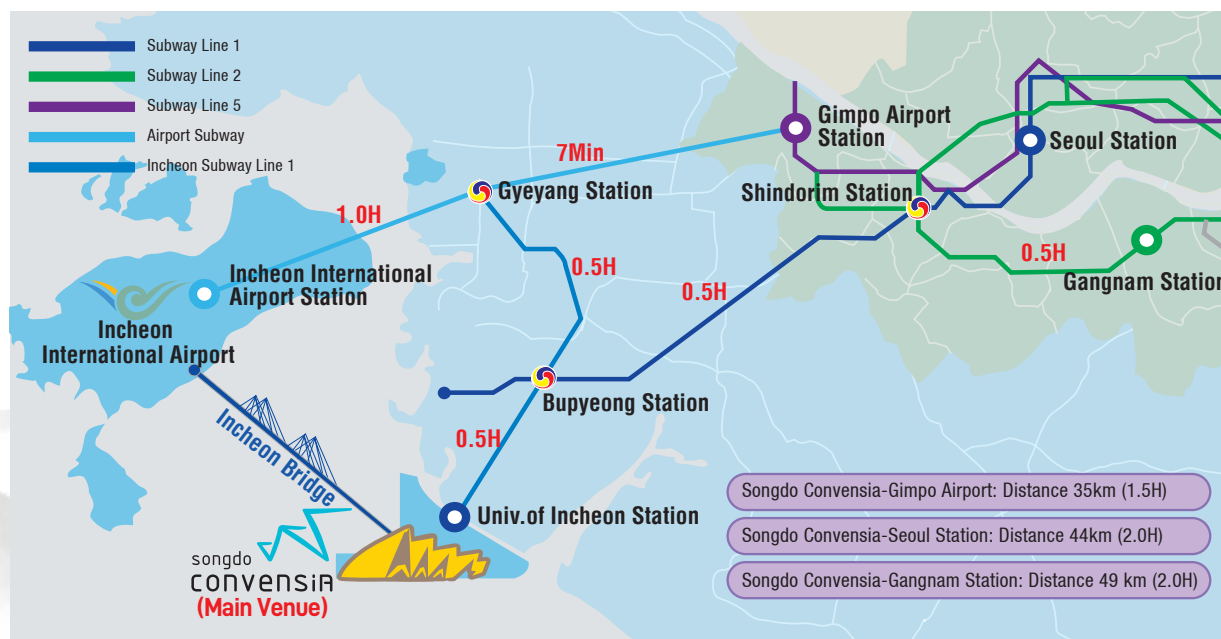 Subway Line 1
Subway Line 2
Subway Line 5
Airport Subway
Incheon Subway Line 1
Gimpo Airport
Station
Seoul Station
7Min
Gyeyang Station
Shindorim Station
1.0H
0.5H
0.5H
0.5H
Gangnam Station
Incheon International
Airport Station
Incheon
International Airport
Bupyeong Station
Incheon Bridge
0.5H
Univ.of Incheon Station
songdo
convensia
(Main Venue)
Songdo Convensia-Gimpo Airport: Distance 35km (1.5H)
Songdo Convensia-Seoul Station: Distance 44km (2.0H)
Songdo Convensia-Gangnam Station: Distance 49 km (2.0H)